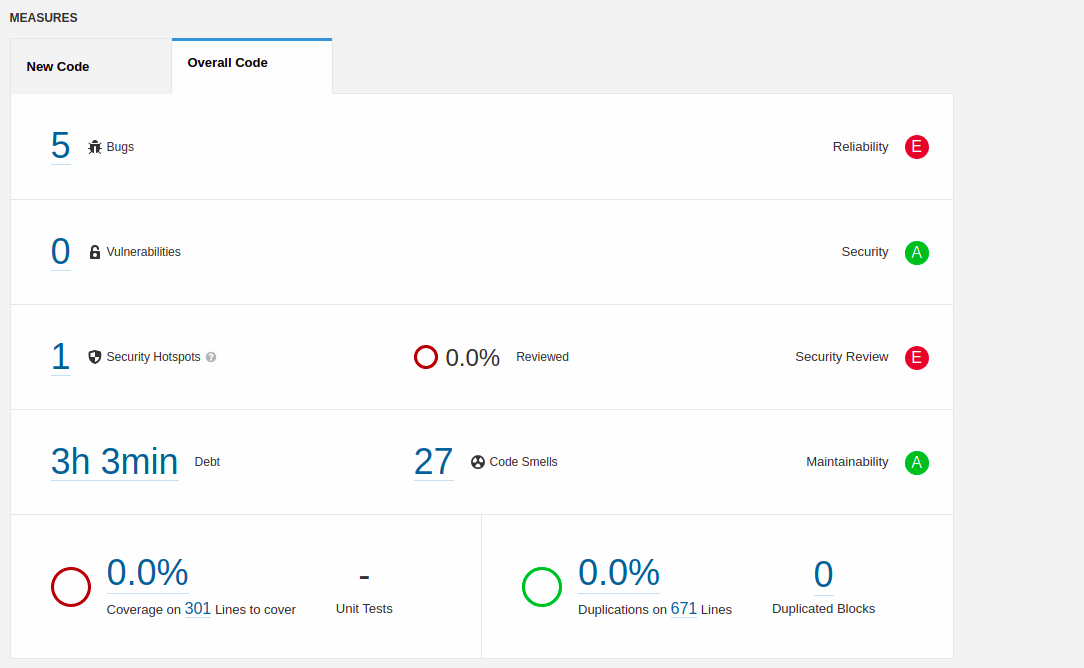 MEASURES
New Code
Overall Code
5 Bugs Reliability E
0 Vulnerabilities Security A
1 Security Hotspots ? 0.0% Reviewed Security Review E
3h 3min Debt 27 Code Smells Maintainability A
0.0% - 0.0% 0
Coverage on 301 Lines to cover Unit Tests Duplications on 671 Lines Duplicated Blocks